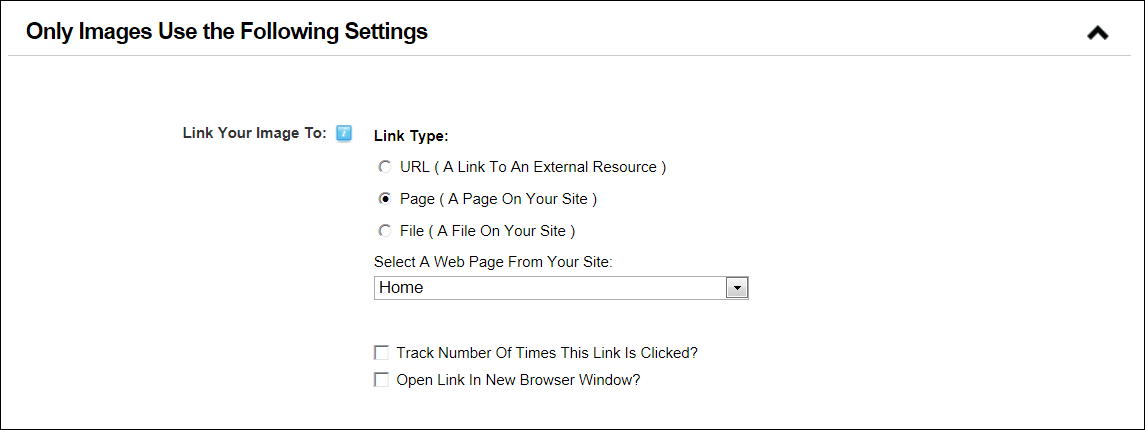 Only Images Use the Following Settings
Link Your Image To:
Link Type:
URL ( A Link To An External Resource )
Page ( A Page On Your Site )
File ( A File On Your Site )
Select A Web Page From Your Site:
Home
Track Number Of Times This Link Is Clicked?
Open Link In New Browser Window?